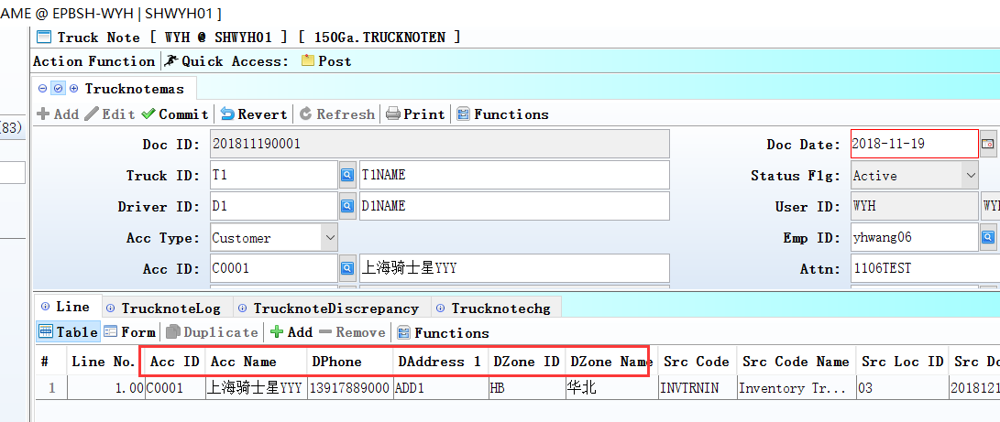 AME @ EPBSH-WYH | SHWYH01 ]
Truck Note [ WYH @ SHWYH01 ] [ 150Ga.TRUCKNOTEN ]
Action Function Quick Access: Post
Trucknotemas
Add Edit Commit Revert Refresh Print Functions
(83)
Doc ID: 201811190001 Doc Date: 2018-11-19
Truck ID: T1 T1NAME Status Flg: Active
Driver ID: D1 D1NAME User ID: WYH WYH
Acc Type: Customer Emp ID: yhwang06
Acc ID: C0001 上海骑士星YYY Attn: 1106TEST
Line TrucknoteLog TrucknoteDiscrepancy Trucknotechg
Table Form Duplicate Add Remove Functions
# Line No. Acc ID Acc Name DPhone DAddress 1 DZone ID DZone Name Src Code Src Code Name Src Loc ID Src Do
1 1.00 C0001 上海骑士星YYY 13917889000 ADD1 HB 华北 INVTRNIN Inventory Tr... 03 2018121